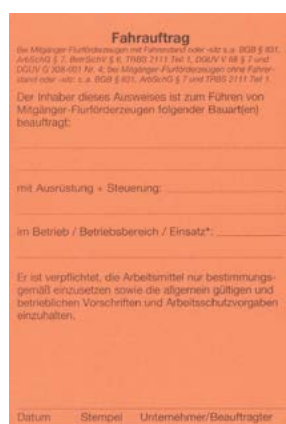 Fahrauftrag
Bei Mitgänger-Flurförderzeugen mit Fahrerstand oder -sitz s.a. BGB § 831,
ArbSchG § 7, BetrSichV § 6, TRBS 2111 Teil 1, DGUV V 68 § 7 und
DGUV G 308-001 Nr. 4; bei Mitgänger-Flurförderzeugen ohne Fahrer-
stand oder -sitz: s.a. BGB § 831, ArbSchG § 7 und TRBS 2111 Teil 1.
Der Inhaber dieses Ausweises ist zum Führen von
Mitgänger-Flurförderzeugen folgender Bauart(en)
beauftragt:
mit Ausrüstung + Steuerung:
im Betrieb / Betriebsbereich / Einsatz*:
Er ist verpflichtet, die Arbeitsmittel nur bestimmungs-
gemäß einzusetzen sowie die allgemein gültigen und
betrieblichen Vorschriften und Arbeitsschutzvorgaben
einzuhalten.
Datum Stempel Unternehmer/Beauftragter